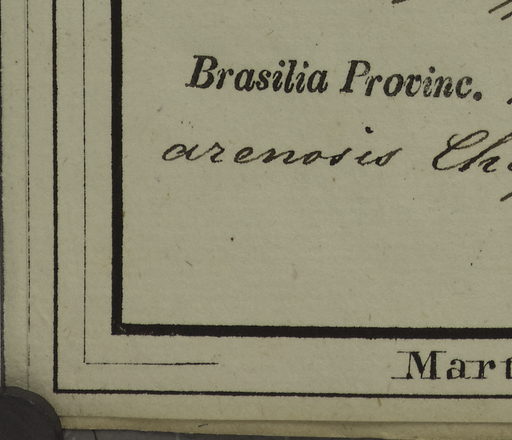 Brasilia Provinc.
arenosis
Mart